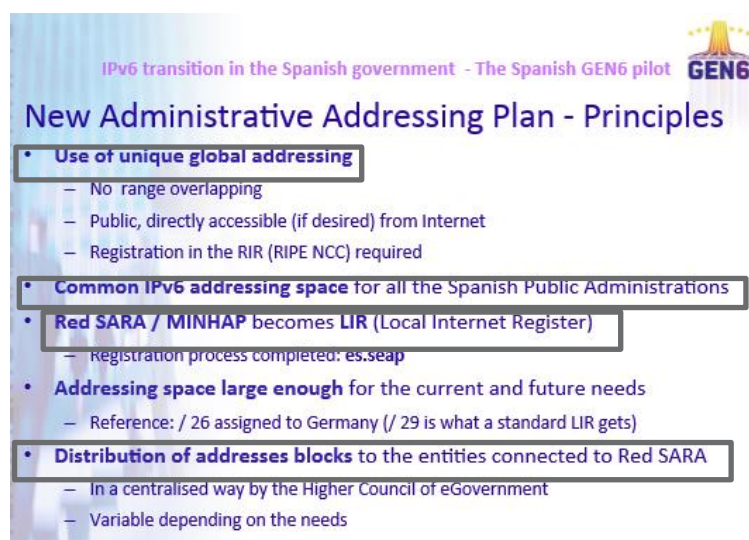 IPv6 transition in the Spanish government - The Spanish GEN6 pilot
GEN6
New Administrative Addressing Plan - Principles
• Use of unique global addressing
– No range overlapping
– Public, directly accessible (if desired) from Internet
– Registration in the RIR (RIPE NCC) required
• Common IPv6 addressing space for all the Spanish Public Administrations
• Red SARA / MINHAP becomes LIR (Local Internet Register)
– Registration process completed: es.seap
• Addressing space large enough for the current and future needs
– Reference: / 26 assigned to Germany (/ 29 is what a standard LIR gets)
• Distribution of addresses blocks to the entities connected to Red SARA
– In a centralised way by the Higher Council of eGovernment
– Variable depending on the needs